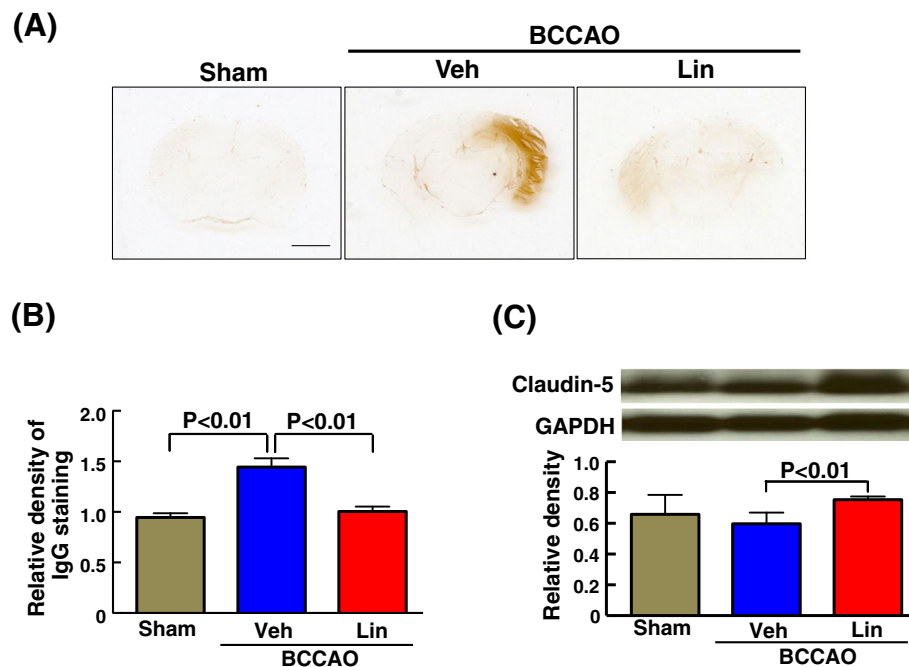 (A)
BCCAO
Sham
Veh
Lin
(B)
Relative density of
IgG staining
2.0
1.5
1.0
0.5
0
P<0.01
P<0.01
Sham
Veh
Lin
BCCAO
(C)
Claudin-5
GAPDH
Relative density
1.0
0.8
0.6
0.4
0.2
0
P<0.01
Sham
Veh
Lin
BCCAO